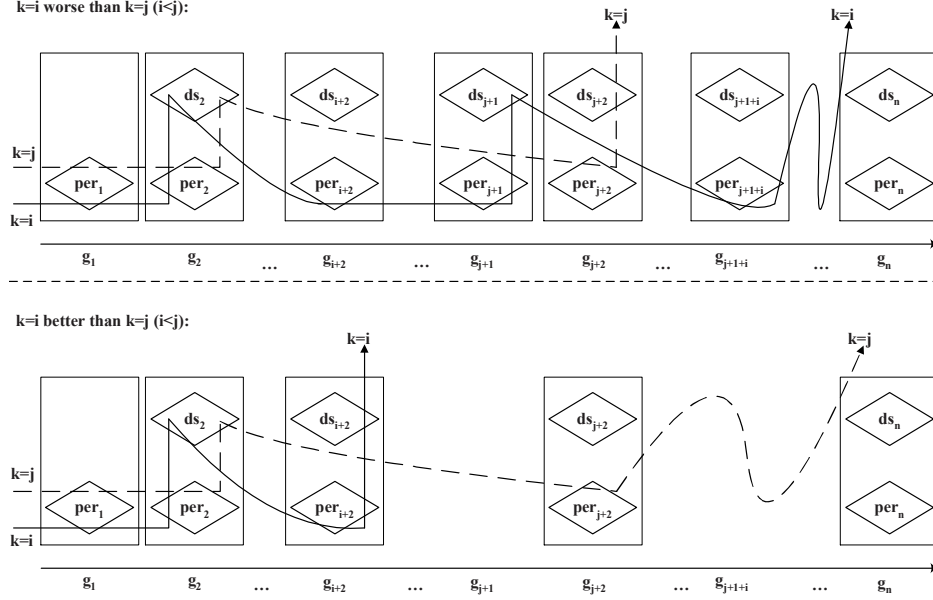 k=i worse than k=j (i<j):
k=j
k=i
ds₂
dsᵢ₊₂
dsⱼ₊₁
dsⱼ₊₂
dsⱼ₊₁₊ᵢ
dsₙ
k=j
per₁
per₂
perᵢ₊₂
perⱼ₊₁
perⱼ₊₂
perⱼ₊₁₊ᵢ
perₙ
k=i
g₁ g₂ ... gᵢ₊₂ ... gⱼ₊₁ gⱼ₊₂ ... gⱼ₊₁₊ᵢ ... gₙ
k=i better than k=j (i<j):
k=i
k=j
ds₂
dsᵢ₊₂
dsⱼ₊₂
dsₙ
k=j
per₁
per₂
perᵢ₊₂
perⱼ₊₂
perₙ
k=i
g₁ g₂ ... gᵢ₊₂ ... gⱼ₊₁ gⱼ₊₂ ... gⱼ₊₁₊ᵢ ... gₙ